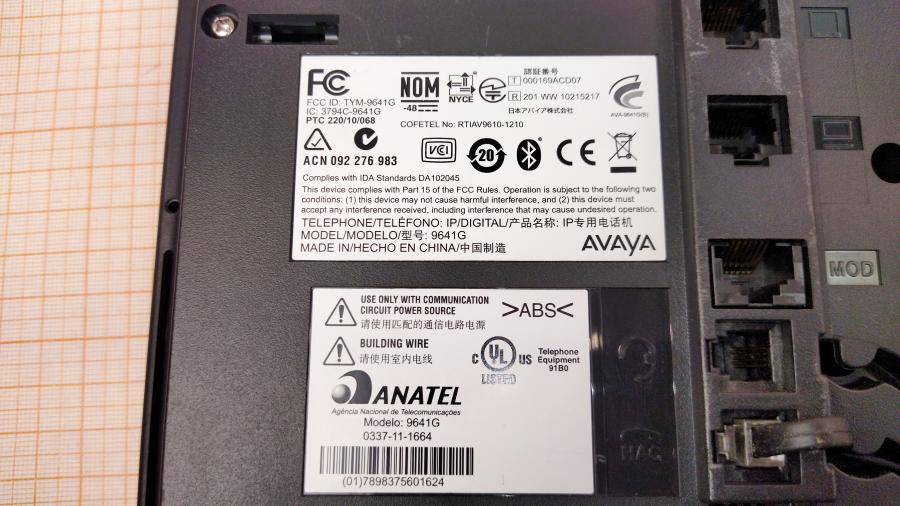 FC
FCC ID: TYM-9641G
IC: 3794C-9641G
PTC 220/10/068
NOM
-48-
NYCE
認証番号
T 000169ACD07
R 201 WW 10215217
日本アバイア株式会社
AVA-9641G(B)
COFETEL No: RTIAV9610-1210
ACN 092 276 983
VCI
20
CE
Complies with IDA Standards DA102045
This device complies with Part 15 of the FCC Rules. Operation is subject to the following two
conditions: (1) this device may not cause harmful interference, and (2) this device must
accept any interference received, including interference that may cause undesired operation.
TELEPHONE/TELÉFONO: IP/DIGITAL/产品名称: IP专用电话机
MODEL/MODELO/型号: 9641G
MADE IN/HECHO EN CHINA/中国制造
AVAYA
MOD
USE ONLY WITH COMMUNICATION
CIRCUIT POWER SOURCE
请使用匹配的通信电路电源
>ABS<
BUILDING WIRE
请使用室内电线
C UL US
LISTED
Telephone
Equipment
91B0
ANATEL
Agência Nacional de Telecomunicações
Modelo: 9641G
0337-11-1664
(01)7898375601624
MAC